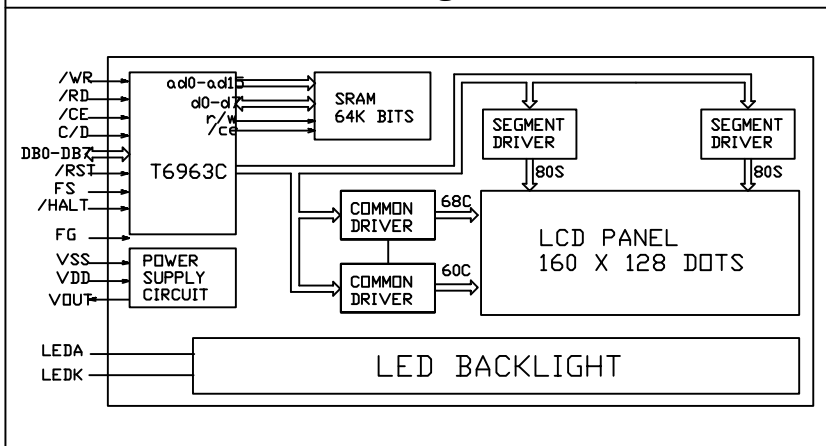 /WR
/RD
/CE
C/D
DB0-DB7
/RST
FS
/HALT
FG
VSS
VDD
VOUT
LEDA
LEDK
ad0-ad15
d0-d7
r/w
/ce
T6963C
SRAM
64K BITS
POWER
SUPPLY
CIRCUIT
SEGMENT
DRIVER
80S
SEGMENT
DRIVER
80S
COMMON
DRIVER
68C
COMMON
DRIVER
60C
LCD PANEL
160 X 128 DOTS
LED BACKLIGHT